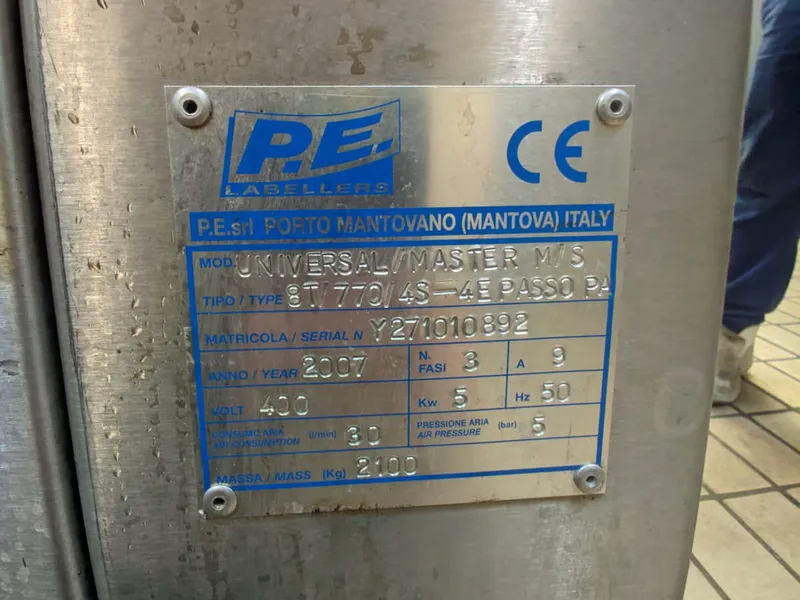 P.E.
LABELLERS
CE
P.E.srl PORTO MANTOVANO (MANTOVA) ITALY
MOD. UNIVERSAL/MASTER M/S
TIPO / TYPE 8T/770/4S-4E PASSO PA
MATRICOLA / SERIAL N Y271010892
ANNO / YEAR 2007 N. FASI 3 A 9
VOLT 400 Kw 5 Hz 50
CONSUMO ARIA AIR CONSUMPTION (l/min) 30 PRESSIONE ARIA AIR PRESSURE (bar) 5
MASSA / MASS (Kg) 2100